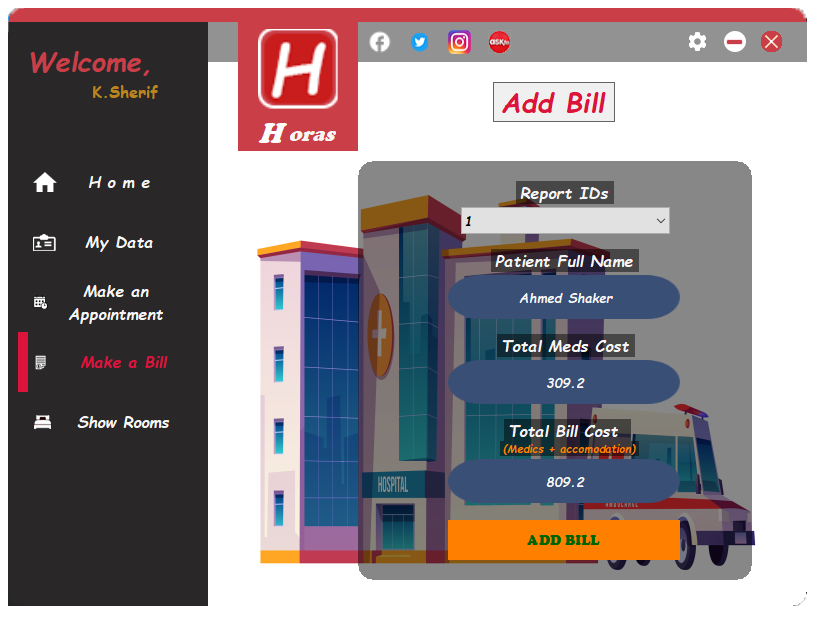 Welcome,
K.Sherif
Home
My Data
Make an
Appointment
Make a Bill
Show Rooms
H
Horas
ASKfm
Add Bill
Report IDs
1
Patient Full Name
Ahmed Shaker
Total Meds Cost
309.2
Total Bill Cost
(Medics + accomodation)
809.2
ADD BILL
HOSPITAL
AMBULANCE